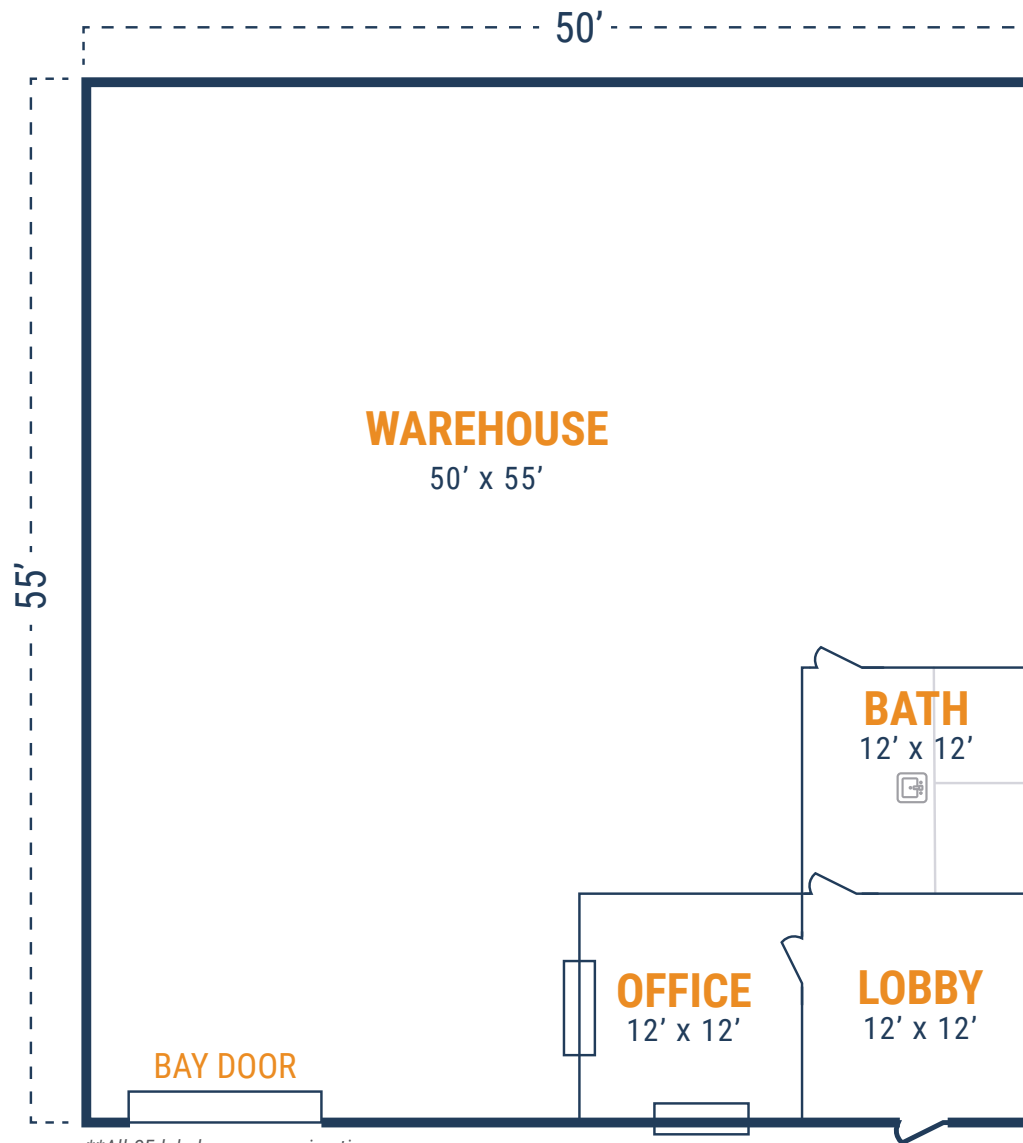 50’
WAREHOUSE
50’ x 55’
55’
BATH
12’ x 12’
OFFICE
12’ x 12’
LOBBY
12’ x 12’
BAY DOOR